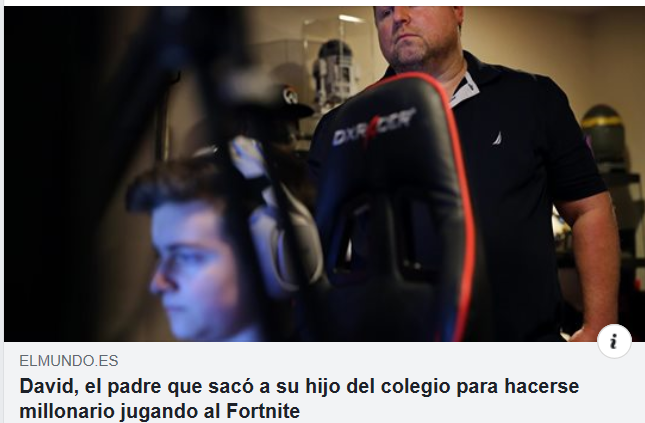 DXRACER
ELMUNDO.ES
David, el padre que sacó a su hijo del colegio para hacerse
millonario jugando al Fortnite